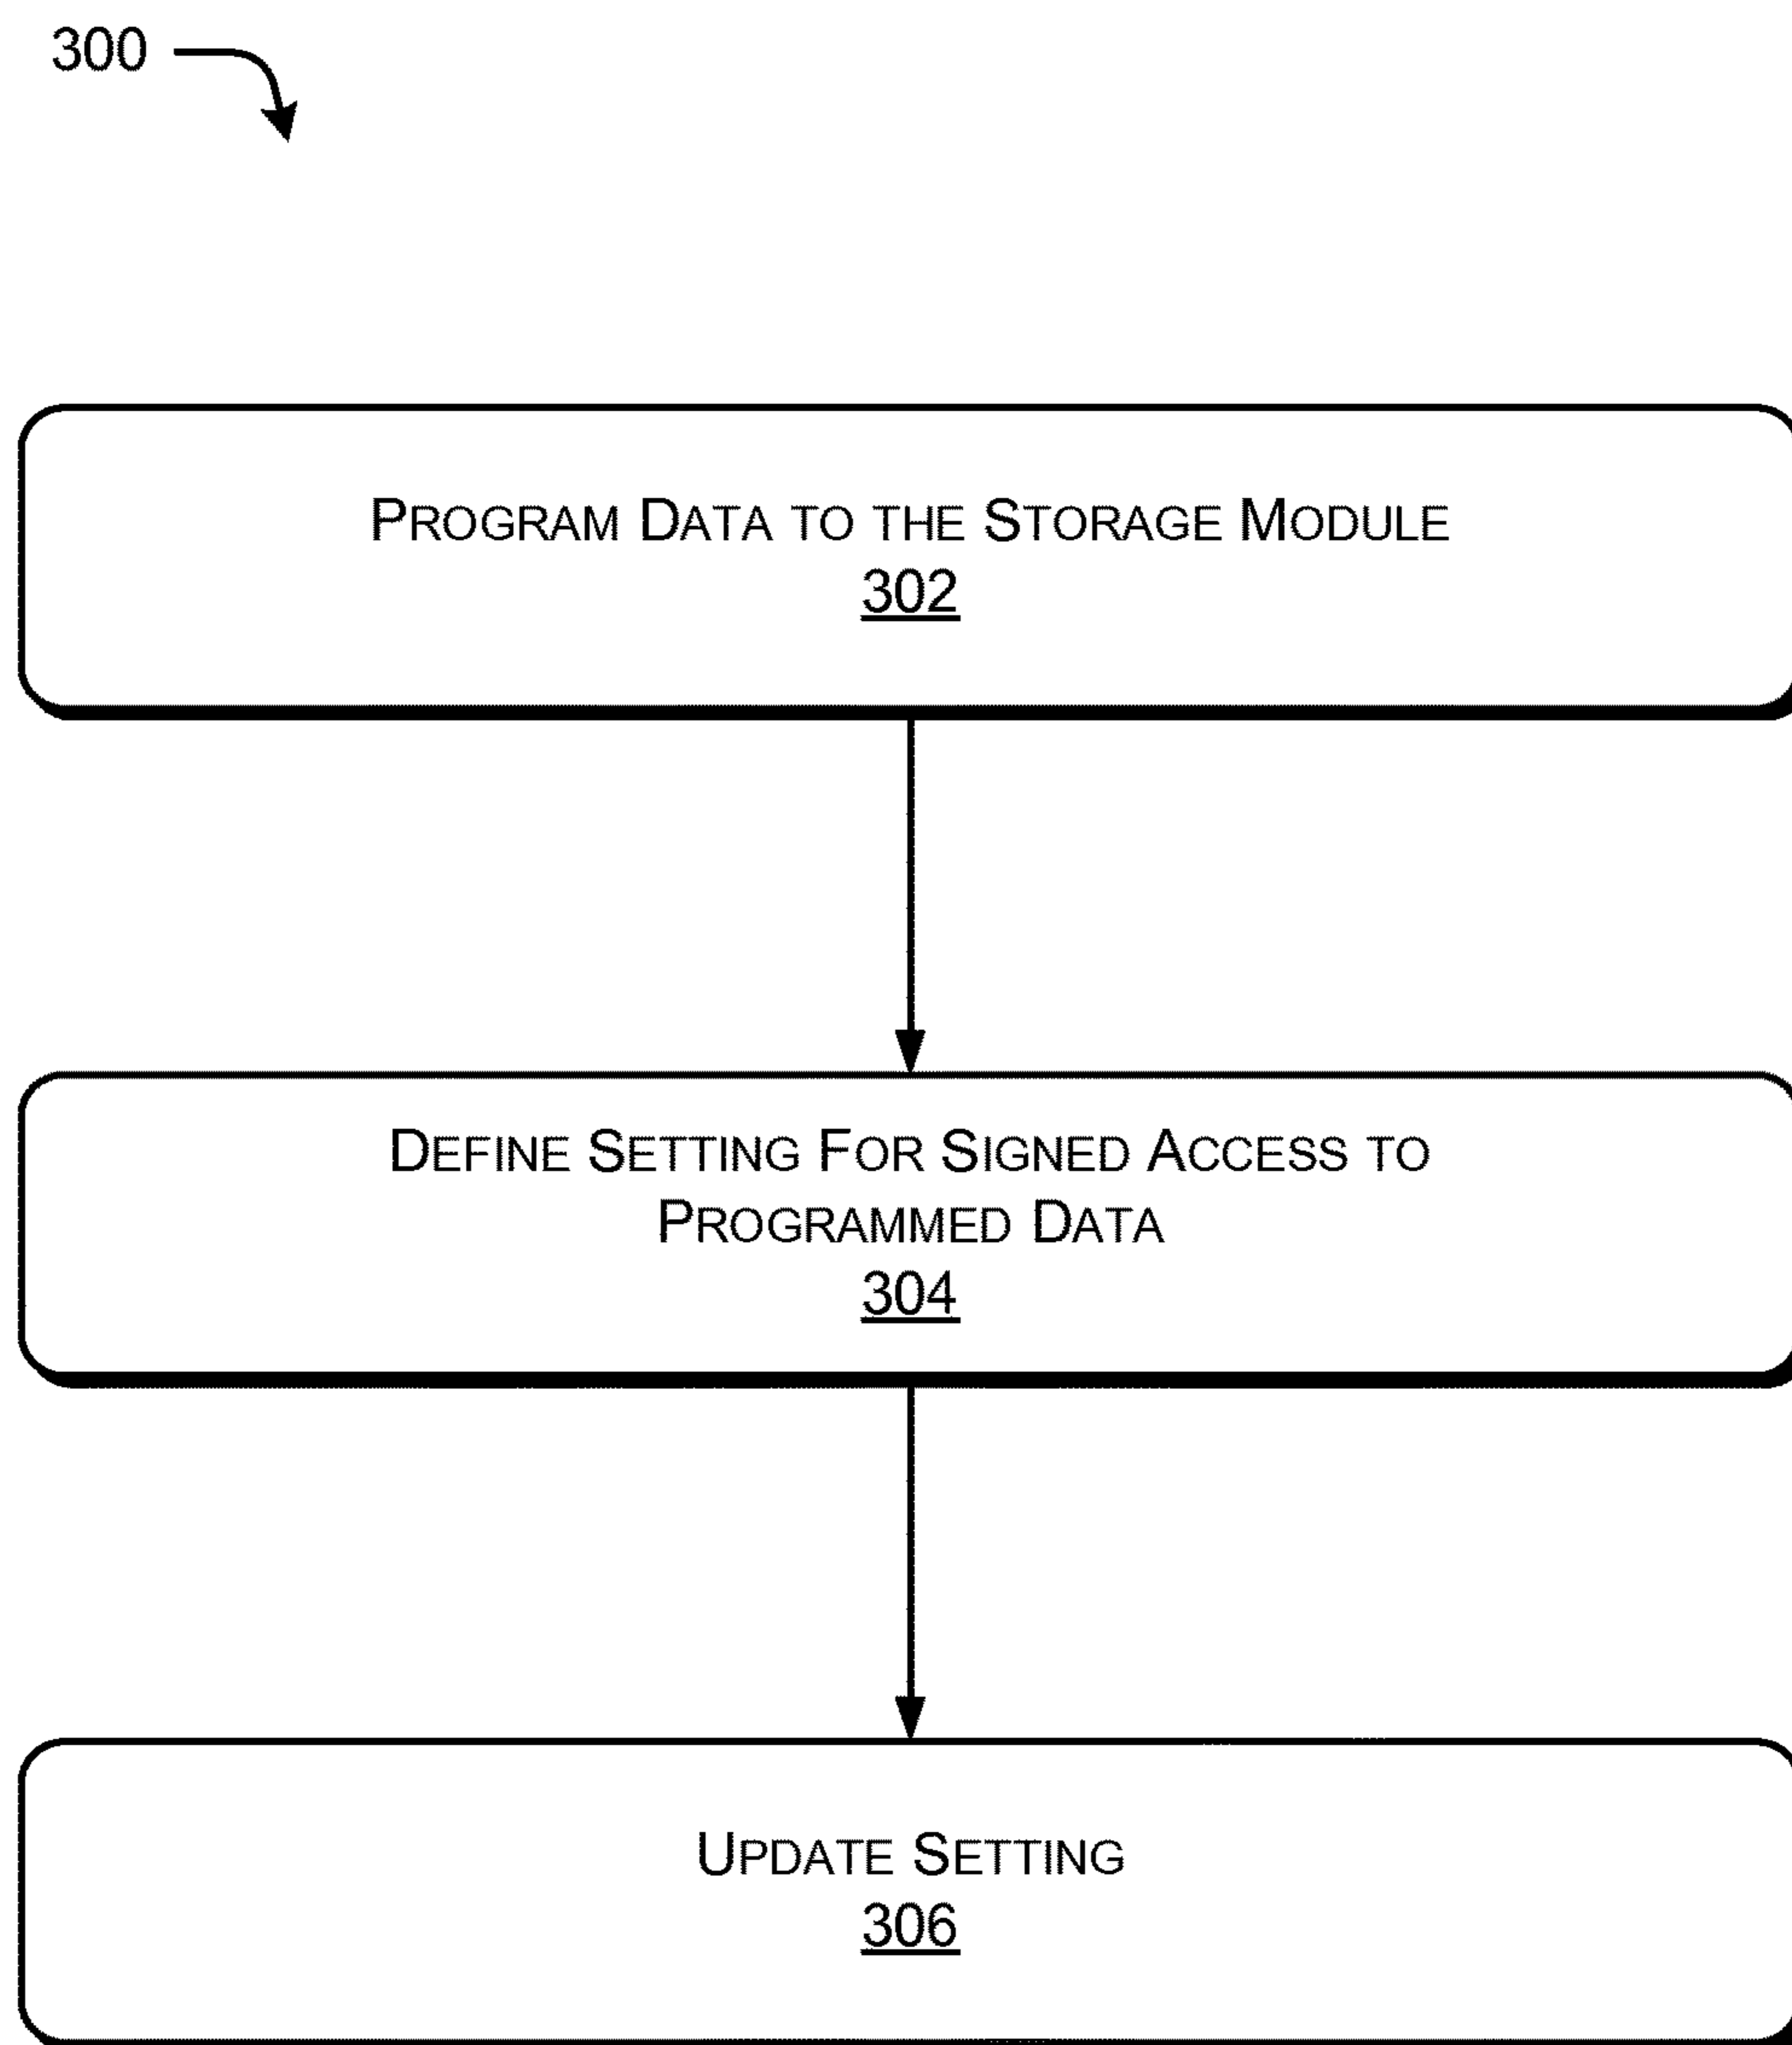 300
PROGRAM DATA TO THE STORAGE MODULE
302
DEFINE SETTING FOR SIGNED ACCESS TO
PROGRAMMED DATA
304
UPDATE SETTING
306